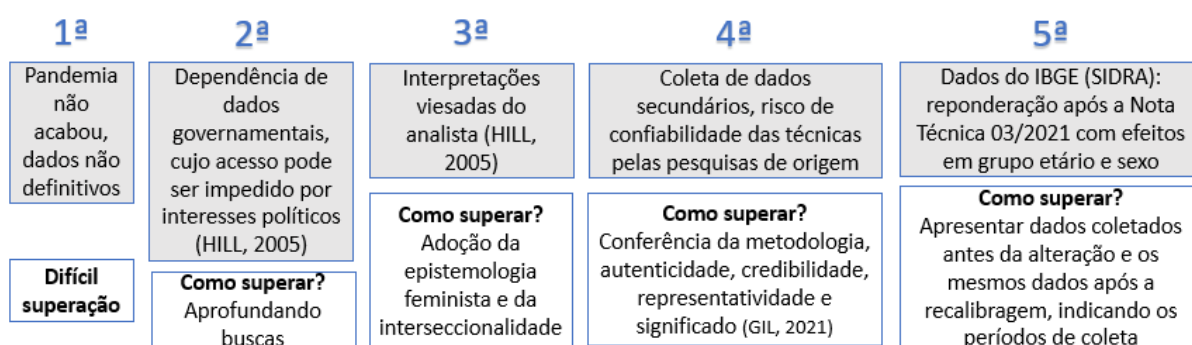 1ª
Pandemia
não
acabou,
dados não
definitivos
Difícil
superação
2ª
Dependência de
dados
governamentais,
cujo acesso pode
ser impedido por
interesses políticos
(HILL, 2005)
Como superar?
Aprofundando
buscas
3ª
Interpretações
viesadas do
analista (HILL,
2005)
Como superar?
Adoção da
epistemologia
feminista e da
interseccionalidade
4ª
Coleta de dados
secundários, risco de
confiabilidade das técnicas
pelas pesquisas de origem
Como superar?
Conferência da metodologia,
autenticidade, credibilidade,
representatividade e
significado (GIL, 2021)
5ª
Dados do IBGE (SIDRA):
reponderação após a Nota
Técnica 03/2021 com efeitos
em grupo etário e sexo
Como superar?
Apresentar dados coletados
antes da alteração e os
mesmos dados após a
recalibragem, indicando os
períodos de coleta